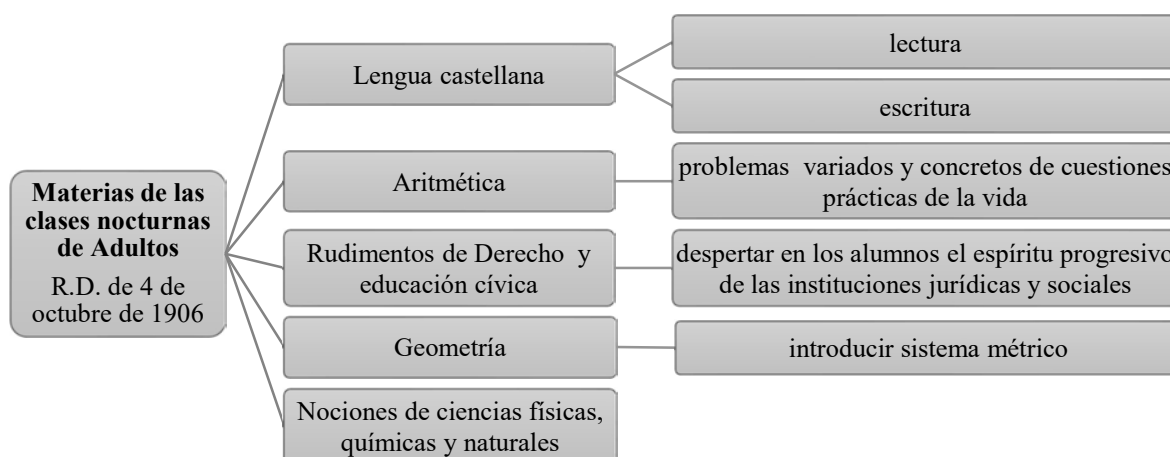 Materias de las
clases nocturnas
de Adultos
R.D. de 4 de
octubre de 1906
Lengua castellana
lectura
escritura
Aritmética
problemas variados y concretos de cuestiones
prácticas de la vida
Rudimentos de Derecho y
educación cívica
despertar en los alumnos el espíritu progresivo
de las instituciones jurídicas y sociales
Geometría
introducir sistema métrico
Nociones de ciencias físicas,
químicas y naturales